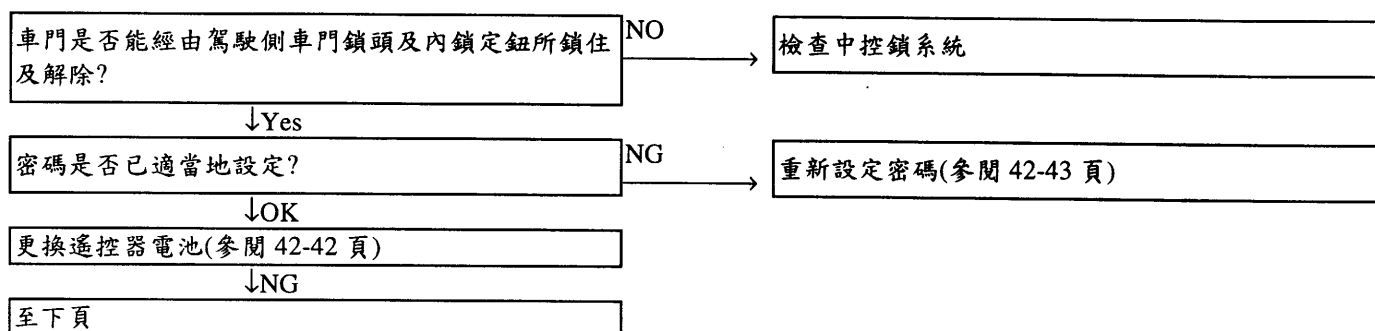 車門是否能經由駕駛側車門鎖頭及內鎖定鈕所鎖住
及解除?
NO
檢查中控鎖系統
↓Yes
密碼是否已適當地設定?
NG
重新設定密碼(參閱 42-43 頁)
↓OK
更換遙控器電池(參閱 42-42 頁)
↓NG
至下頁